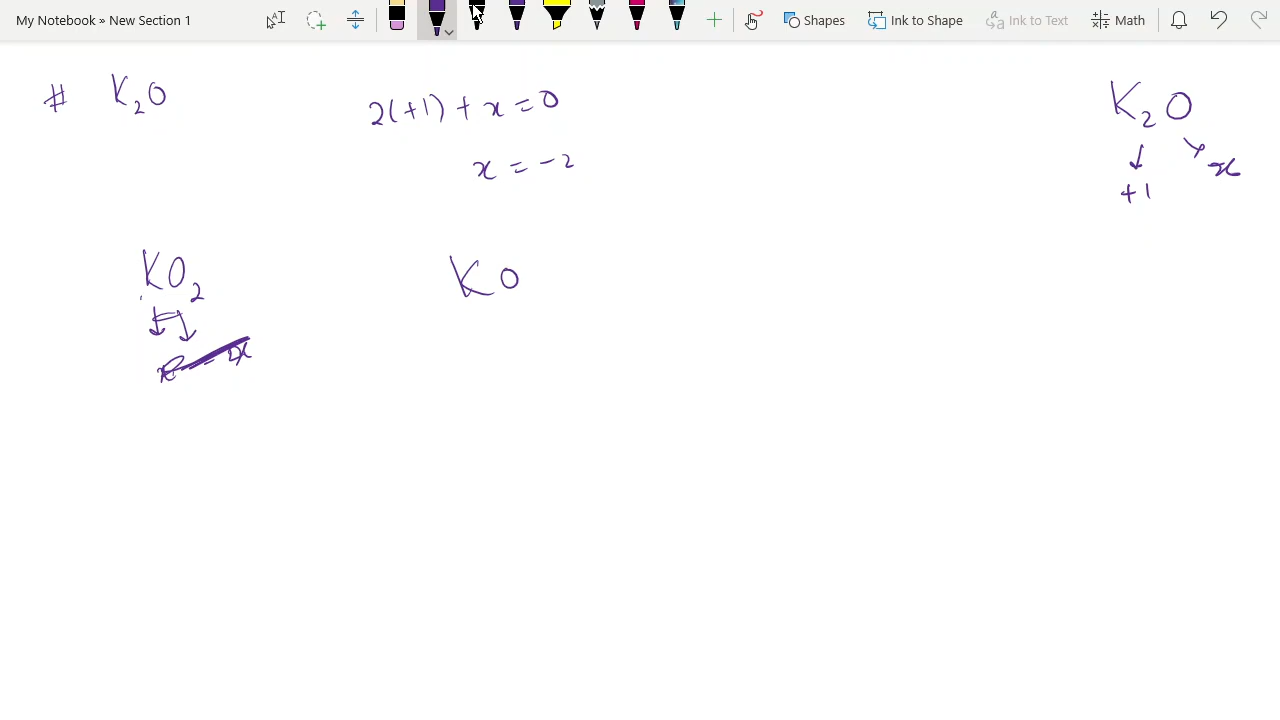 My Notebook » New Section 1
Shapes
Ink to Shape
Ink to Text
Math
# K₂O
2(+1) + x = 0
x = -2
K₂O
+1
x
KO₂
KO